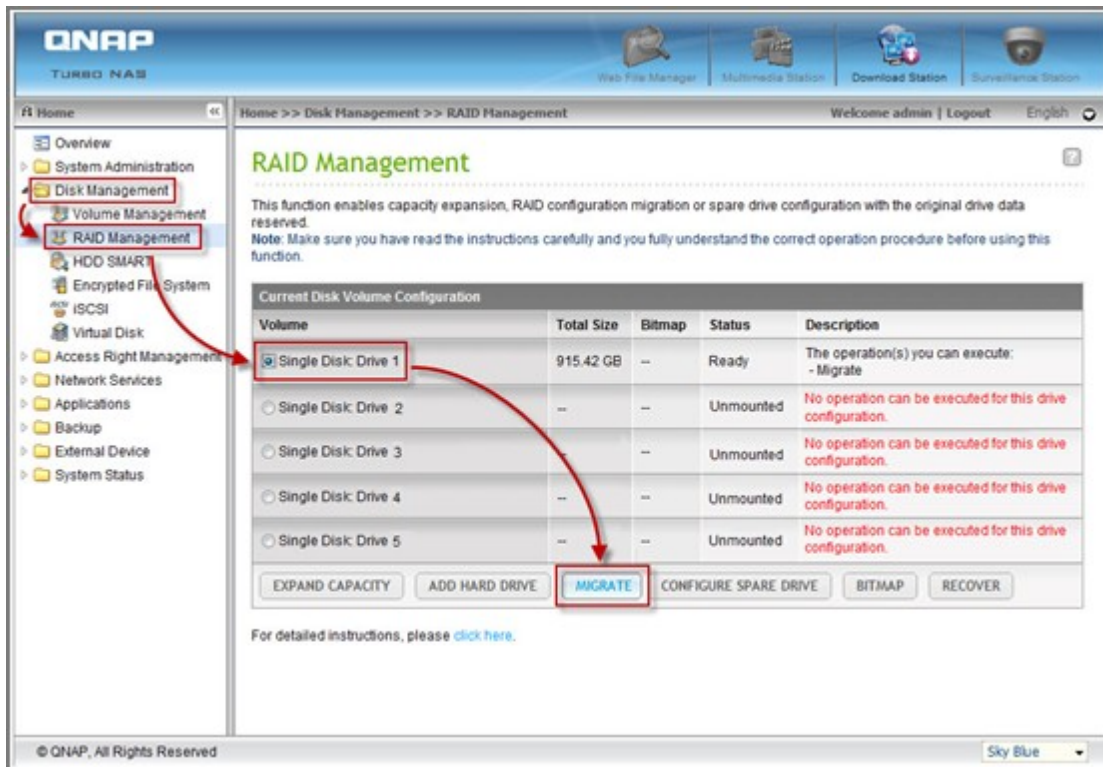 QNAP
TURBO NAS
Web File Manager
Multimedia Station
Download Station
Surveillance Station
Home
Home >> Disk Management >> RAID Management
Welcome admin | Logout
English
Overview
System Administration
Disk Management
Volume Management
RAID Management
HDD SMART
Encrypted File System
iSCSI
Virtual Disk
Access Right Management
Network Services
Applications
Backup
External Device
System Status
RAID Management
This function enables capacity expansion, RAID configuration migration or spare drive configuration with the original drive data
reserved.
Note: Make sure you have read the instructions carefully and you fully understand the correct operation procedure before using this
function.
Current Disk Volume Configuration
Volume Total Size Bitmap Status Description
Single Disk: Drive 1 915.42 GB -- Ready The operation(s) you can execute:
- Migrate
Single Disk: Drive 2 -- -- Unmounted No operation can be executed for this drive
configuration.
Single Disk: Drive 3 -- -- Unmounted No operation can be executed for this drive
configuration.
Single Disk: Drive 4 -- -- Unmounted No operation can be executed for this drive
configuration.
Single Disk: Drive 5 -- -- Unmounted No operation can be executed for this drive
configuration.
EXPAND CAPACITY ADD HARD DRIVE MIGRATE CONFIGURE SPARE DRIVE BITMAP RECOVER
For detailed instructions, please click here.
© QNAP, All Rights Reserved
Sky Blue